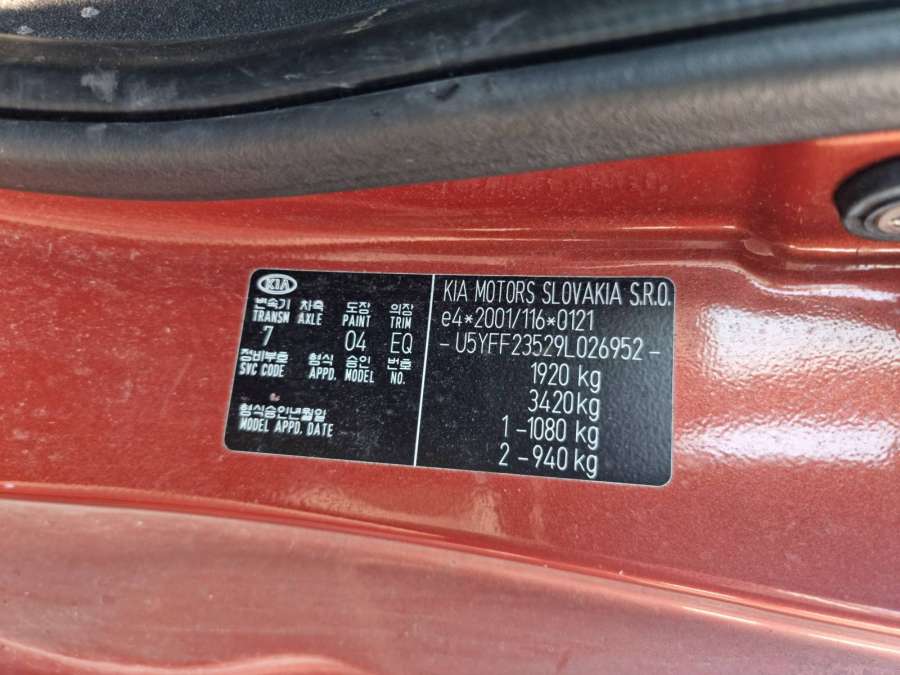 KIA
변속기 차축 도장 의장
TRANSM AXLE PAINT TRIM
7 04 EQ
정비부호 형식 승인 번호
SVC CODE APPD. MODEL NO.
형식승인년월일
MODEL APPD. DATE
KIA MOTORS SLOVAKIA S.R.O.
e4*2001/116*0121
- U5YFF23529L026952 -
1920 kg
3420 kg
1 -1080 kg
2 -940 kg